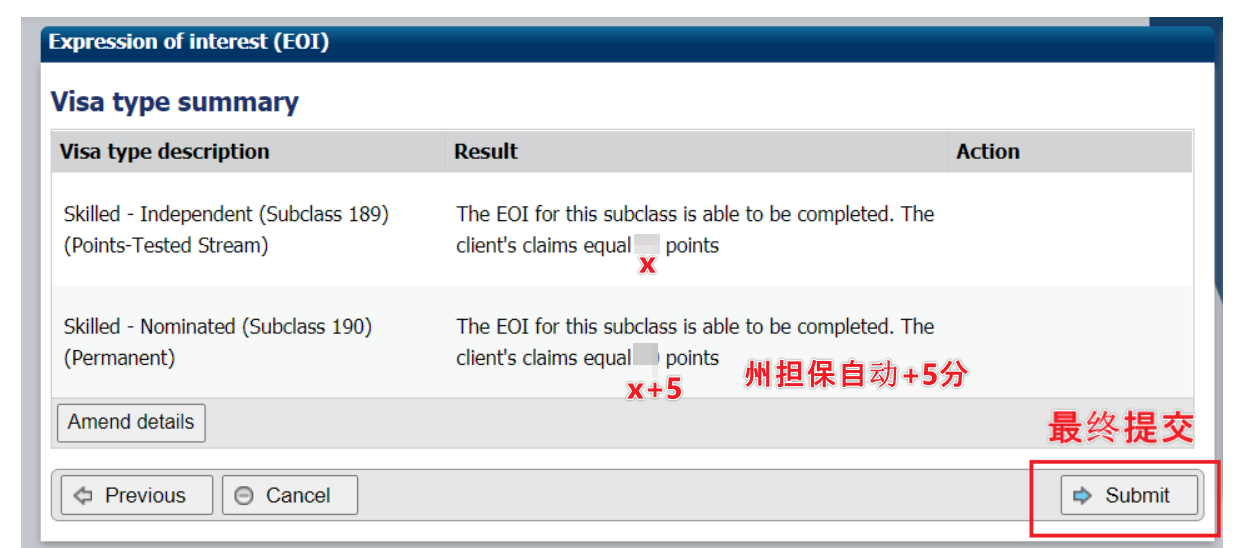 Expression of interest (EOI)
Visa type summary
Visa type description Result Action
Skilled - Independent (Subclass 189)
(Points-Tested Stream)
The EOI for this subclass is able to be completed. The
client's claims equal points
x
Skilled - Nominated (Subclass 190)
(Permanent)
The EOI for this subclass is able to be completed. The
client's claims equal points
x+5
州担保自动+5分
Amend details
最终提交
Previous Cancel Submit